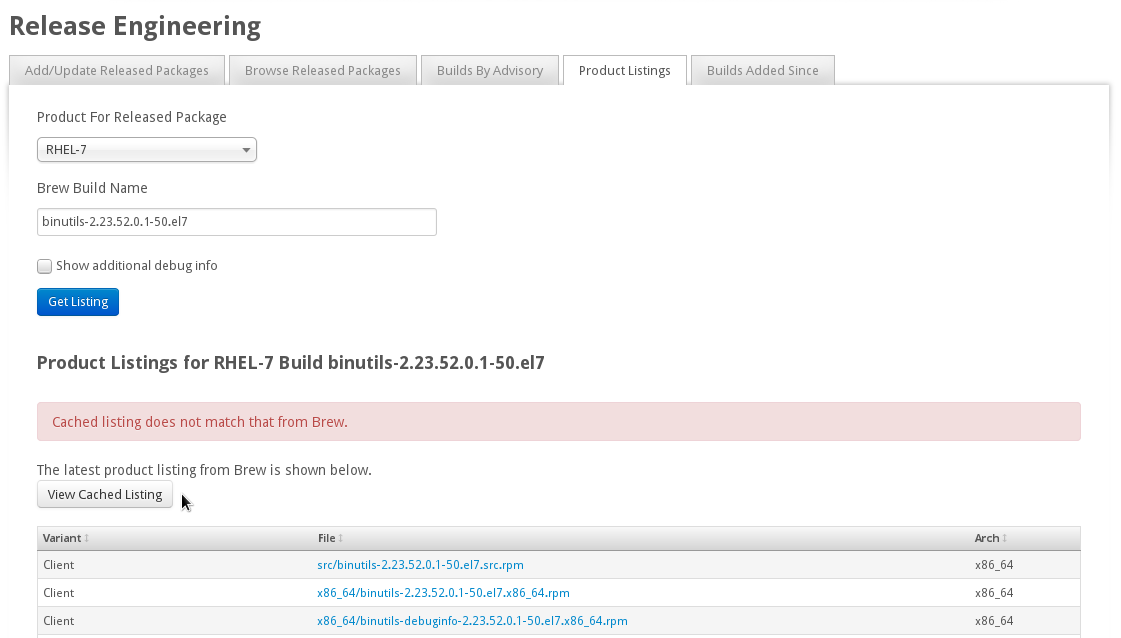 Release Engineering
Add/Update Released Packages Browse Released Packages Builds By Advisory Product Listings Builds Added Since
Product For Released Package
RHEL-7
Brew Build Name
binutils-2.23.52.0.1-50.el7
Show additional debug info
Get Listing
Product Listings for RHEL-7 Build binutils-2.23.52.0.1-50.el7
Cached listing does not match that from Brew.
The latest product listing from Brew is shown below.
View Cached Listing
Variant File Arch
Client src/binutils-2.23.52.0.1-50.el7.src.rpm x86_64
Client x86_64/binutils-2.23.52.0.1-50.el7.x86_64.rpm x86_64
Client x86_64/binutils-debuginfo-2.23.52.0.1-50.el7.x86_64.rpm x86_64